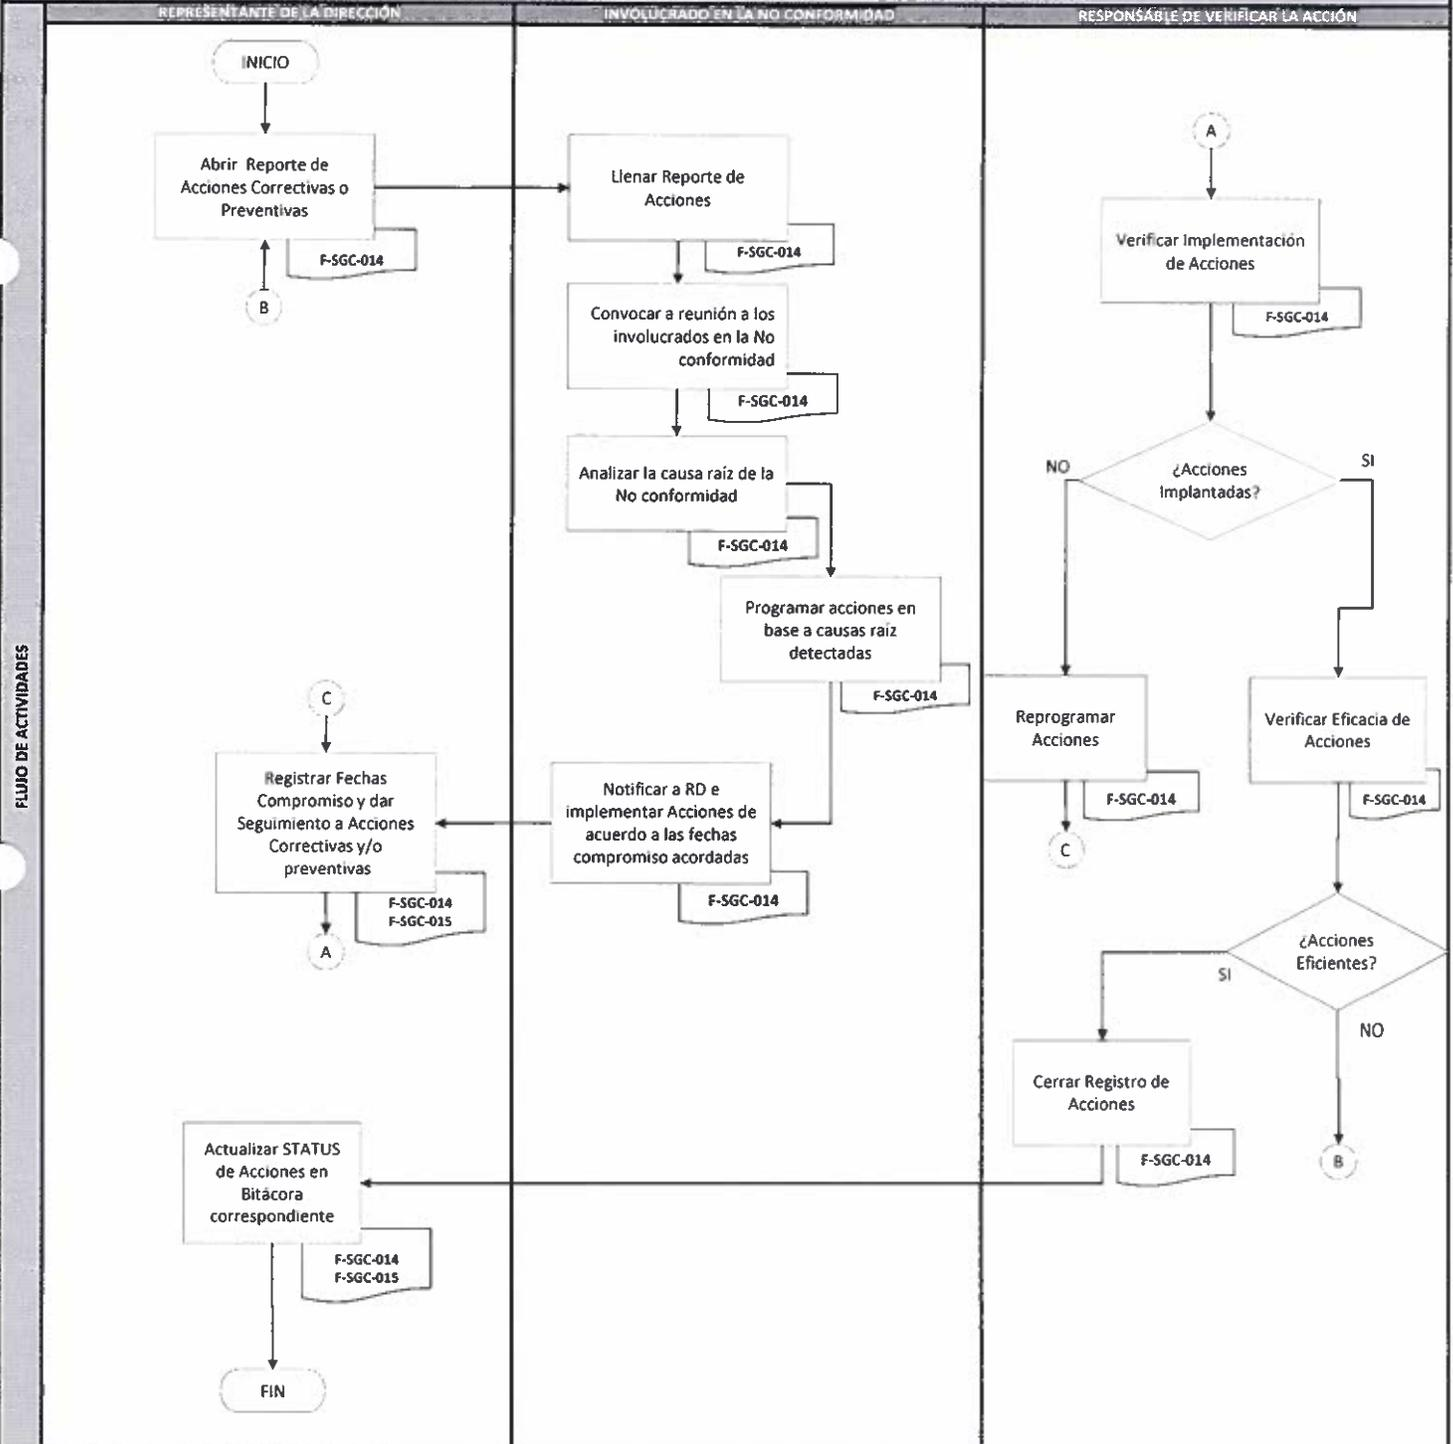 REPRESENTANTE DE LA DIRECCIÓN
INVOLUCRADO EN LA NO CONFORMIDAD
RESPONSABLE DE VERIFICAR LA ACCIÓN
FLUJO DE ACTIVIDADES
INICIO
Abrir Reporte de
Acciones Correctivas o
Preventivas
F-SGC-014
B
C
Registrar Fechas
Compromiso y dar
Seguimiento a Acciones
Correctivas y/o
preventivas
F-SGC-014
F-SGC-015
A
Actualizar STATUS
de Acciones en
Bitácora
correspondiente
F-SGC-014
F-SGC-015
FIN
Llenar Reporte de
Acciones
F-SGC-014
Convocar a reunión a los
involucrados en la No
conformidad
F-SGC-014
Analizar la causa raíz de la
No conformidad
F-SGC-014
Programar acciones en
base a causas raíz
detectadas
F-SGC-014
Notificar a RD e
implementar Acciones de
acuerdo a las fechas
compromiso acordadas
F-SGC-014
A
Verificar Implementación
de Acciones
F-SGC-014
¿Acciones
Implantadas?
NO
SI
Reprogramar
Acciones
F-SGC-014
C
Verificar Eficacia de
Acciones
F-SGC-014
¿Acciones
Eficientes?
SI
NO
Cerrar Registro de
Acciones
F-SGC-014
B